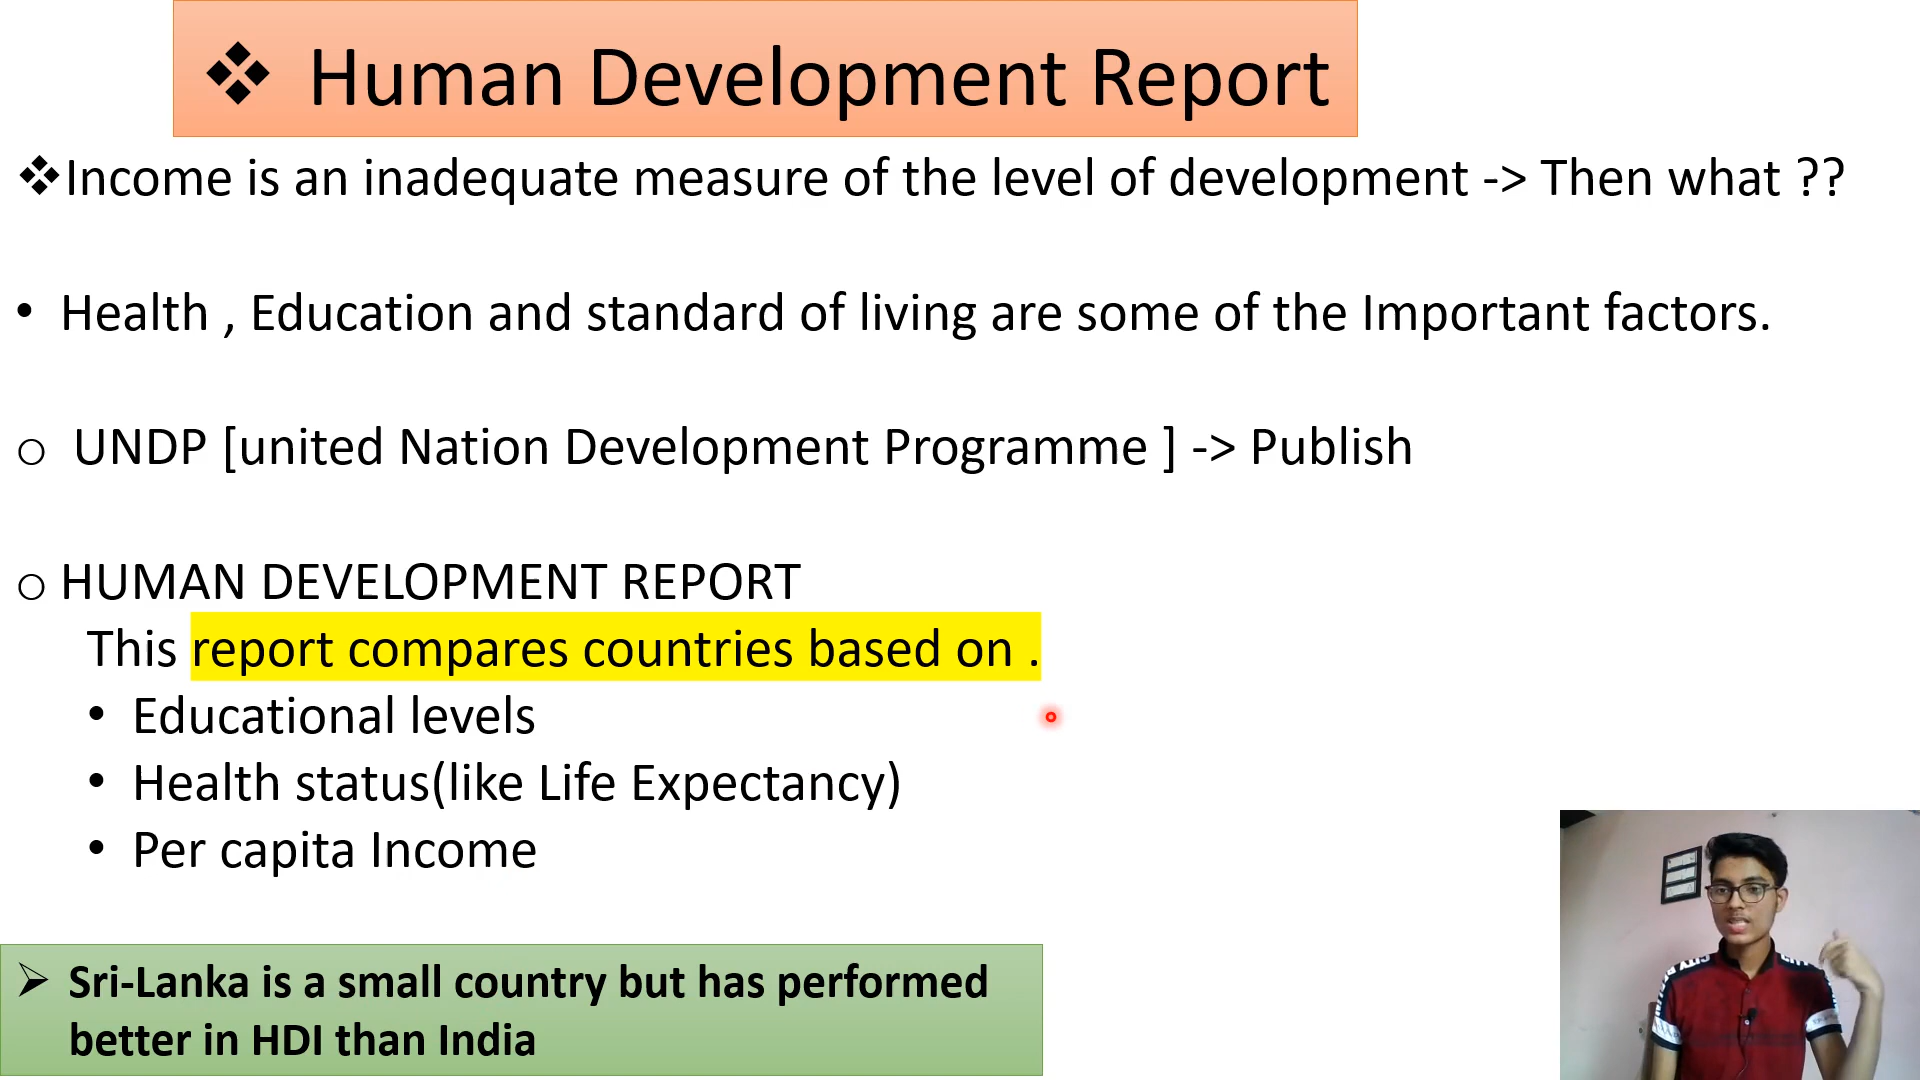 ❖ Human Development Report
❖Income is an inadequate measure of the level of development -> Then what ??
• Health , Education and standard of living are some of the Important factors.
o UNDP [united Nation Development Programme ] -> Publish
o HUMAN DEVELOPMENT REPORT
This report compares countries based on .
• Educational levels
• Health status(like Life Expectancy)
• Per capita Income
➢ Sri-Lanka is a small country but has performed
better in HDI than India